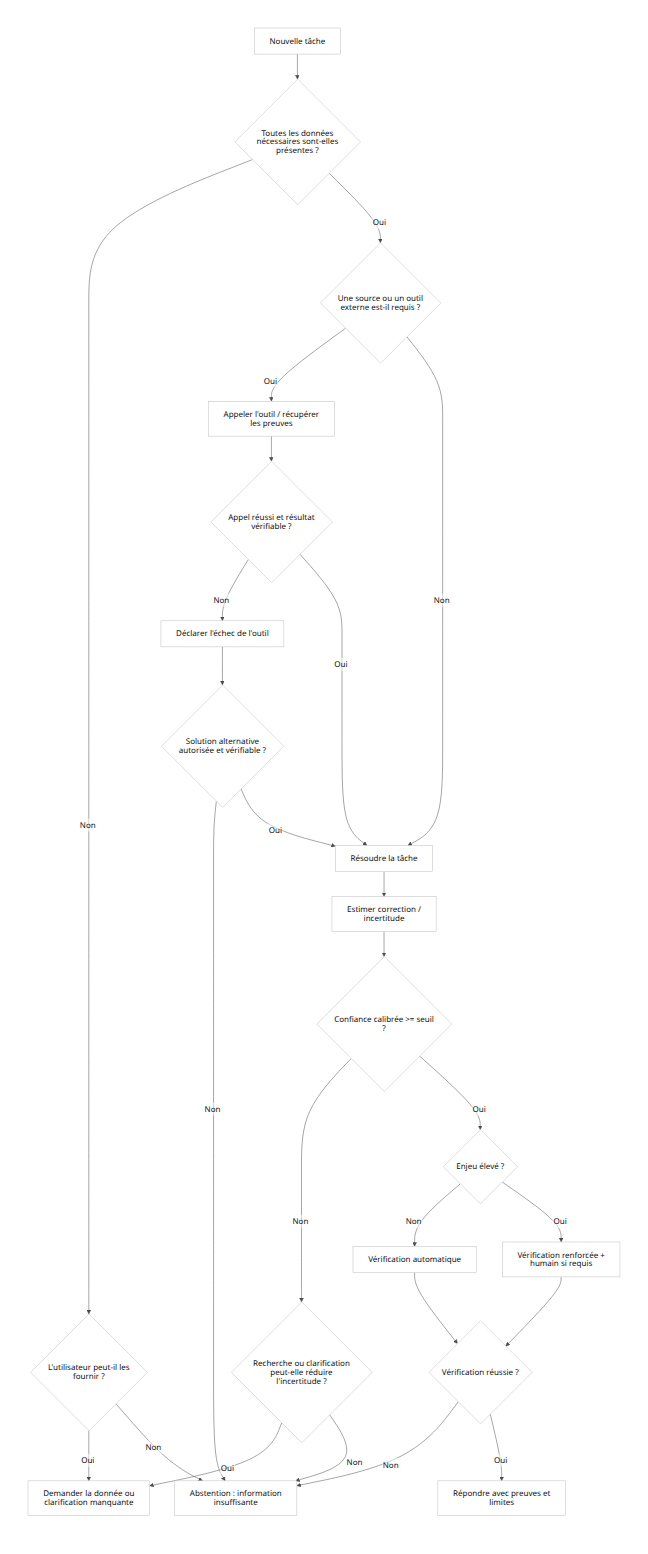 Nouvelle tâche
Toutes les données
nécessaires sont-elles
présentes ?
Oui
Une source ou un outil
externe est-il requis ?
Oui
Appeler l'outil / récupérer
les preuves
Appel réussi et résultat
vérifiable ?
Non
Non
Déclarer l'échec de l'outil
Oui
Solution alternative
autorisée et vérifiable ?
Non
Oui
Résoudre la tâche
Estimer correction /
incertitude
Confiance calibrée >= seuil
?
Non
Oui
Enjeu élevé ?
Non
Non
Oui
Vérification automatique
Vérification renforcée +
humain si requis
L'utilisateur peut-il les
fournir ?
Recherche ou clarification
peut-elle réduire
l'incertitude ?
Vérification réussie ?
Non
Oui
Oui
Non
Non
Oui
Demander la donnée ou
clarification manquante
Abstention : information
insuffisante
Répondre avec preuves et
limites